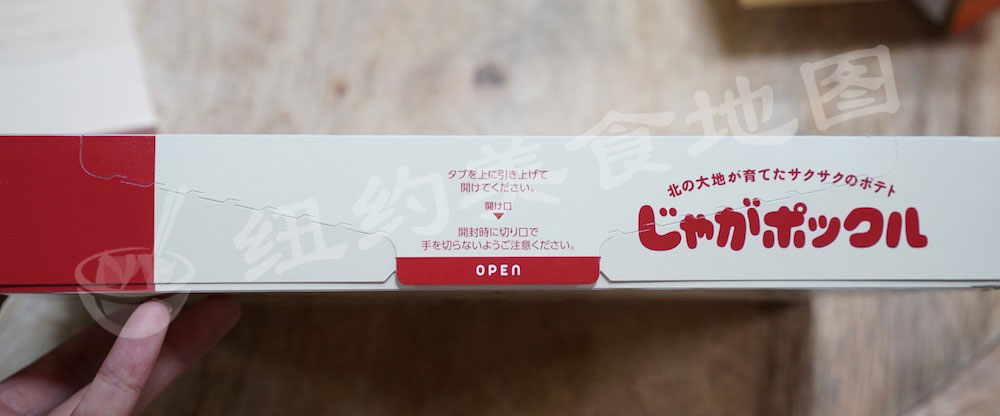 タブを上に引き上げて
開けてください。
開け口
開封時に切り口で
手を切らないようご注意ください。
OPEN
北の大地が育てたサクサクのポテト
じゃがポックル
纽约美食地图